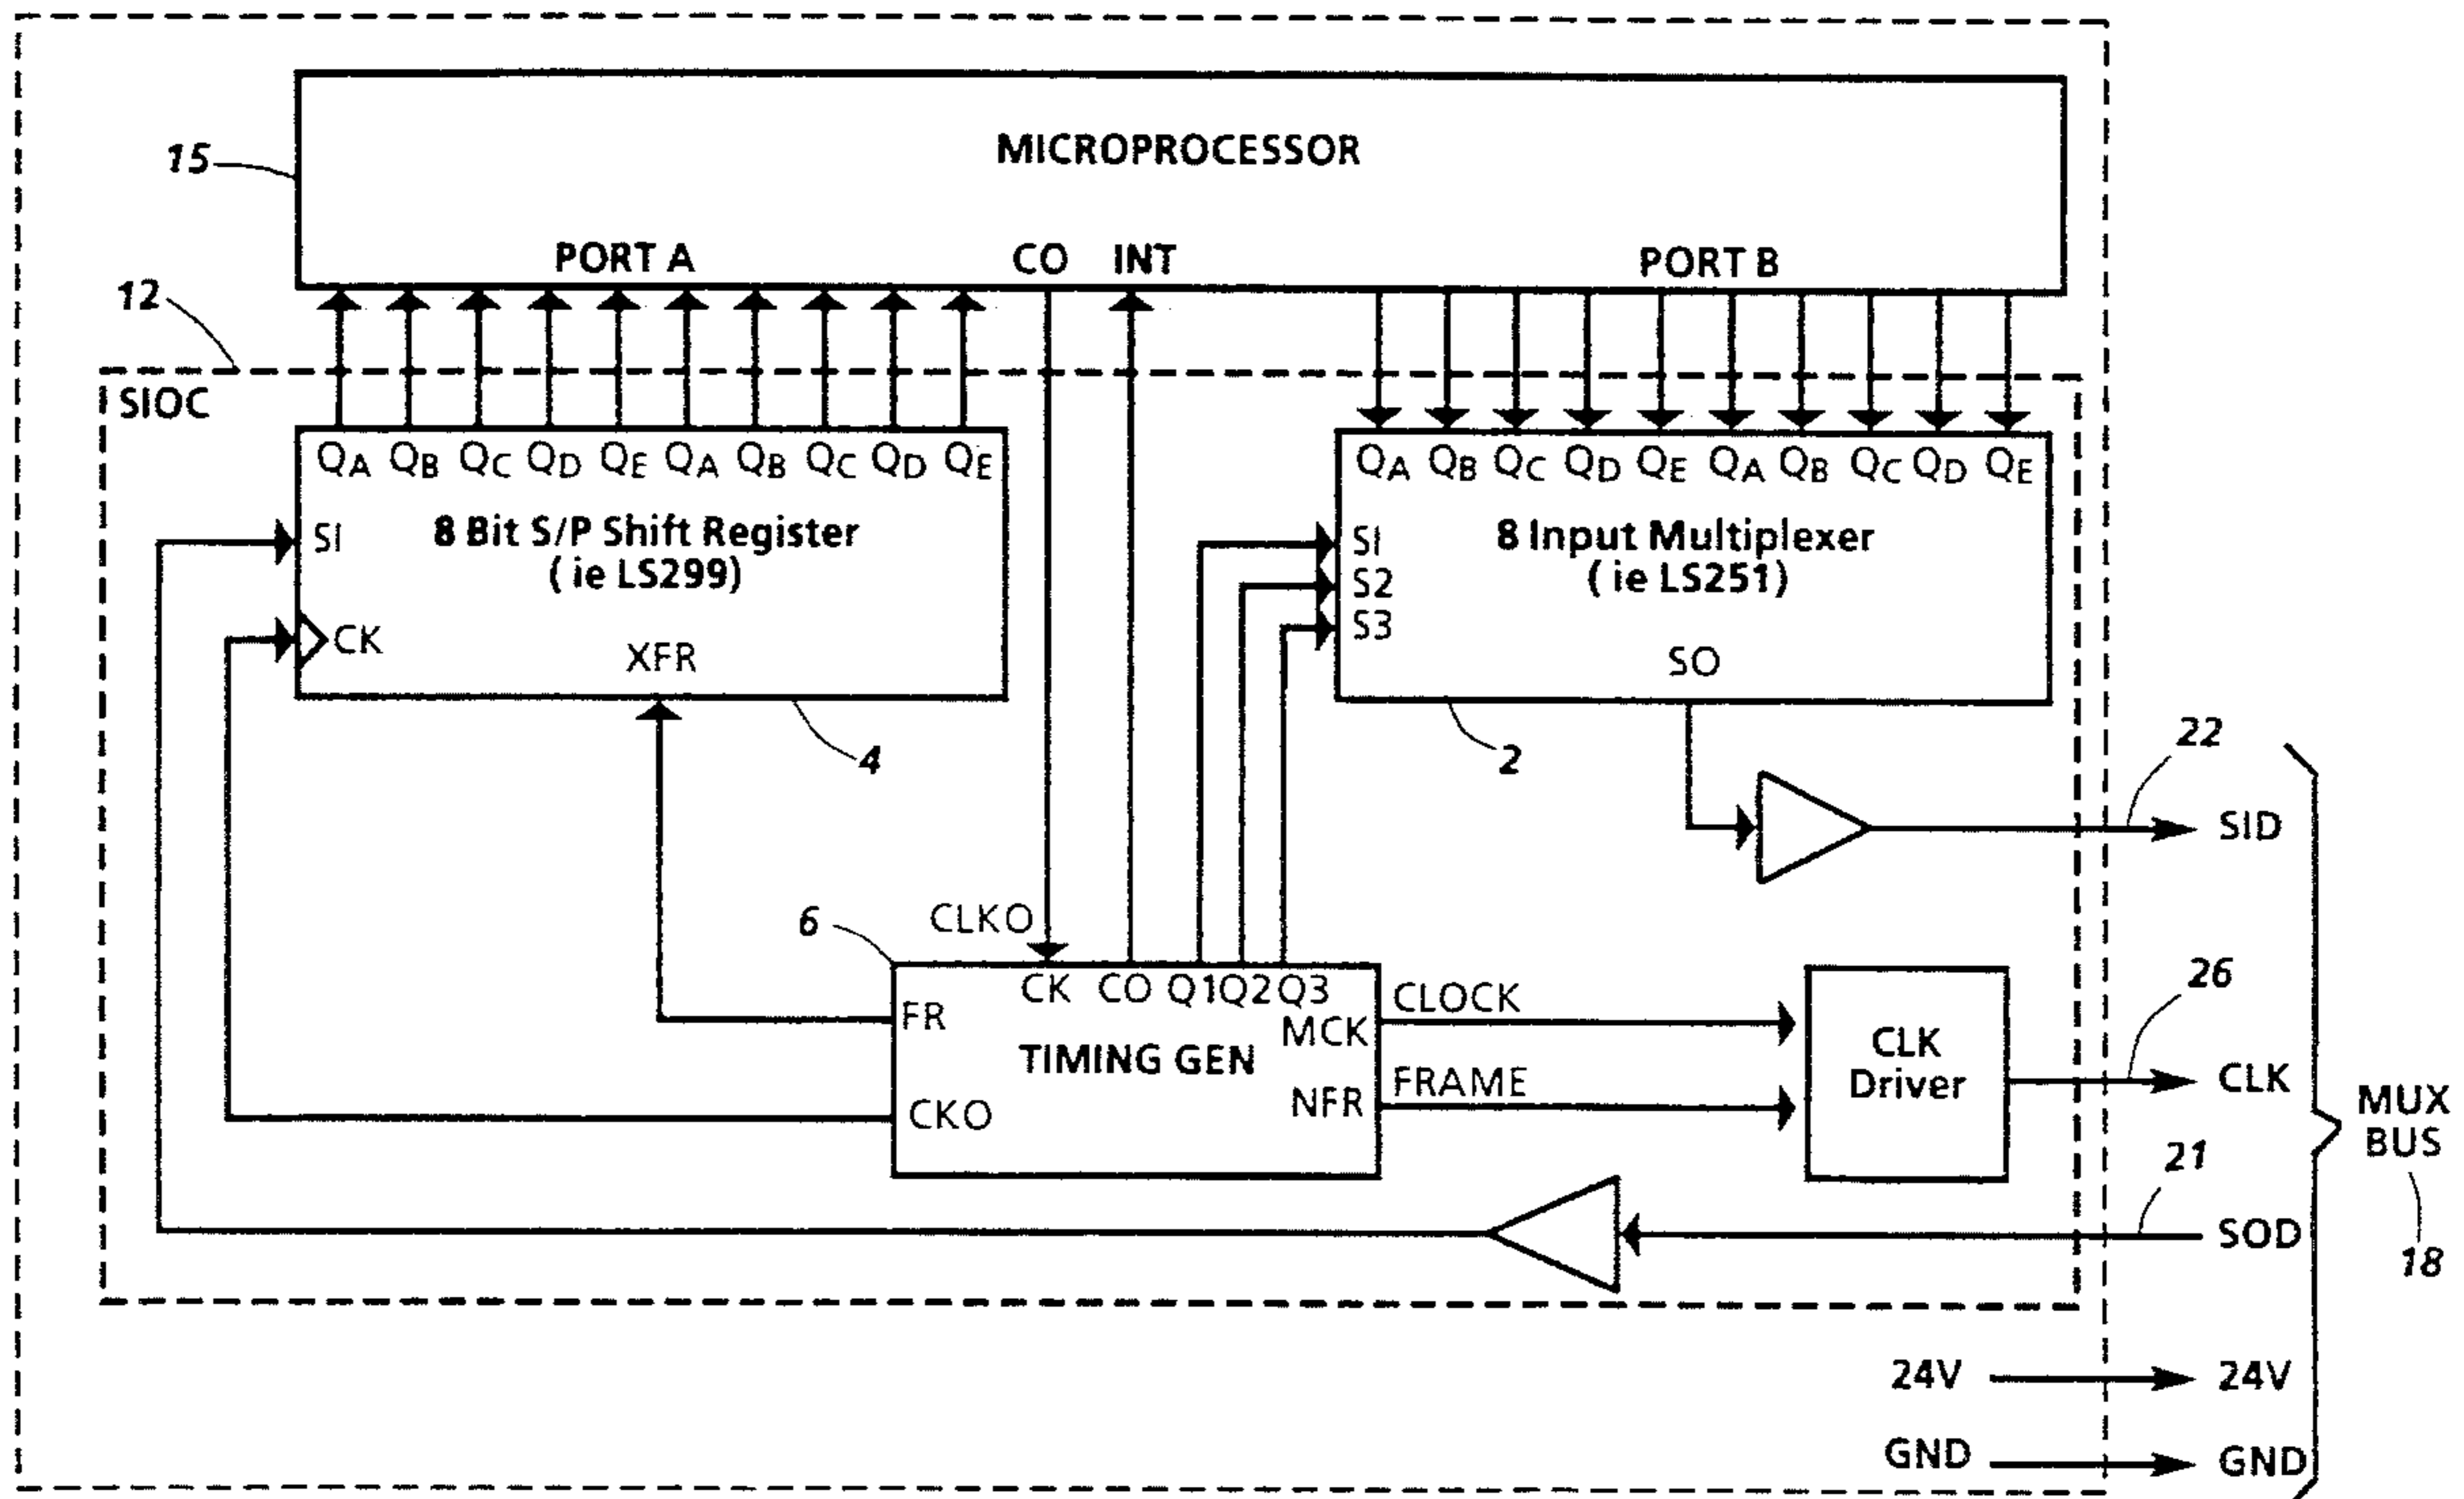 MICROPROCESSOR
15
PORT A CO INT PORT B
12
SIOC
QA QB QC QD QE QA QB QC QD QE
QA QB QC QD QE QA QB QC QD QE
SI
8 Bit S/P Shift Register
( ie LS299)
CK
XFR
4
SI
S2
S3
8 Input Multiplexer
( ie LS251)
SO
2
22
SID
6
CLKO
CK CO Q1 Q2 Q3
FR
MCK
TIMING GEN
NFR
CKO
CLOCK
FRAME
CLK
Driver
26
CLK
MUX
BUS
18
21
SOD
24V 24V
GND GND